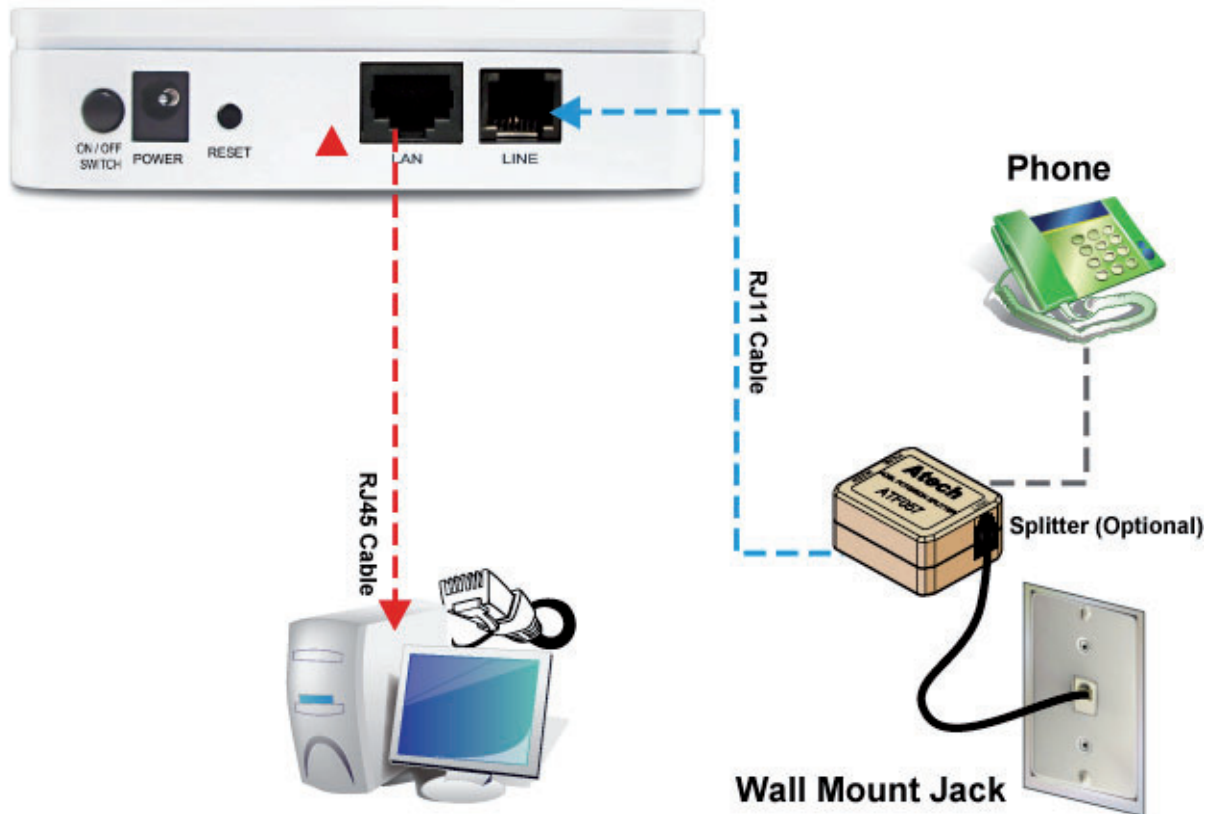 ON / OFF
SWITCH
POWER
RESET
LAN
LINE
Phone
RJ11 Cable
RJ45 Cable
Atech
ATF057
Splitter (Optional)
Wall Mount Jack